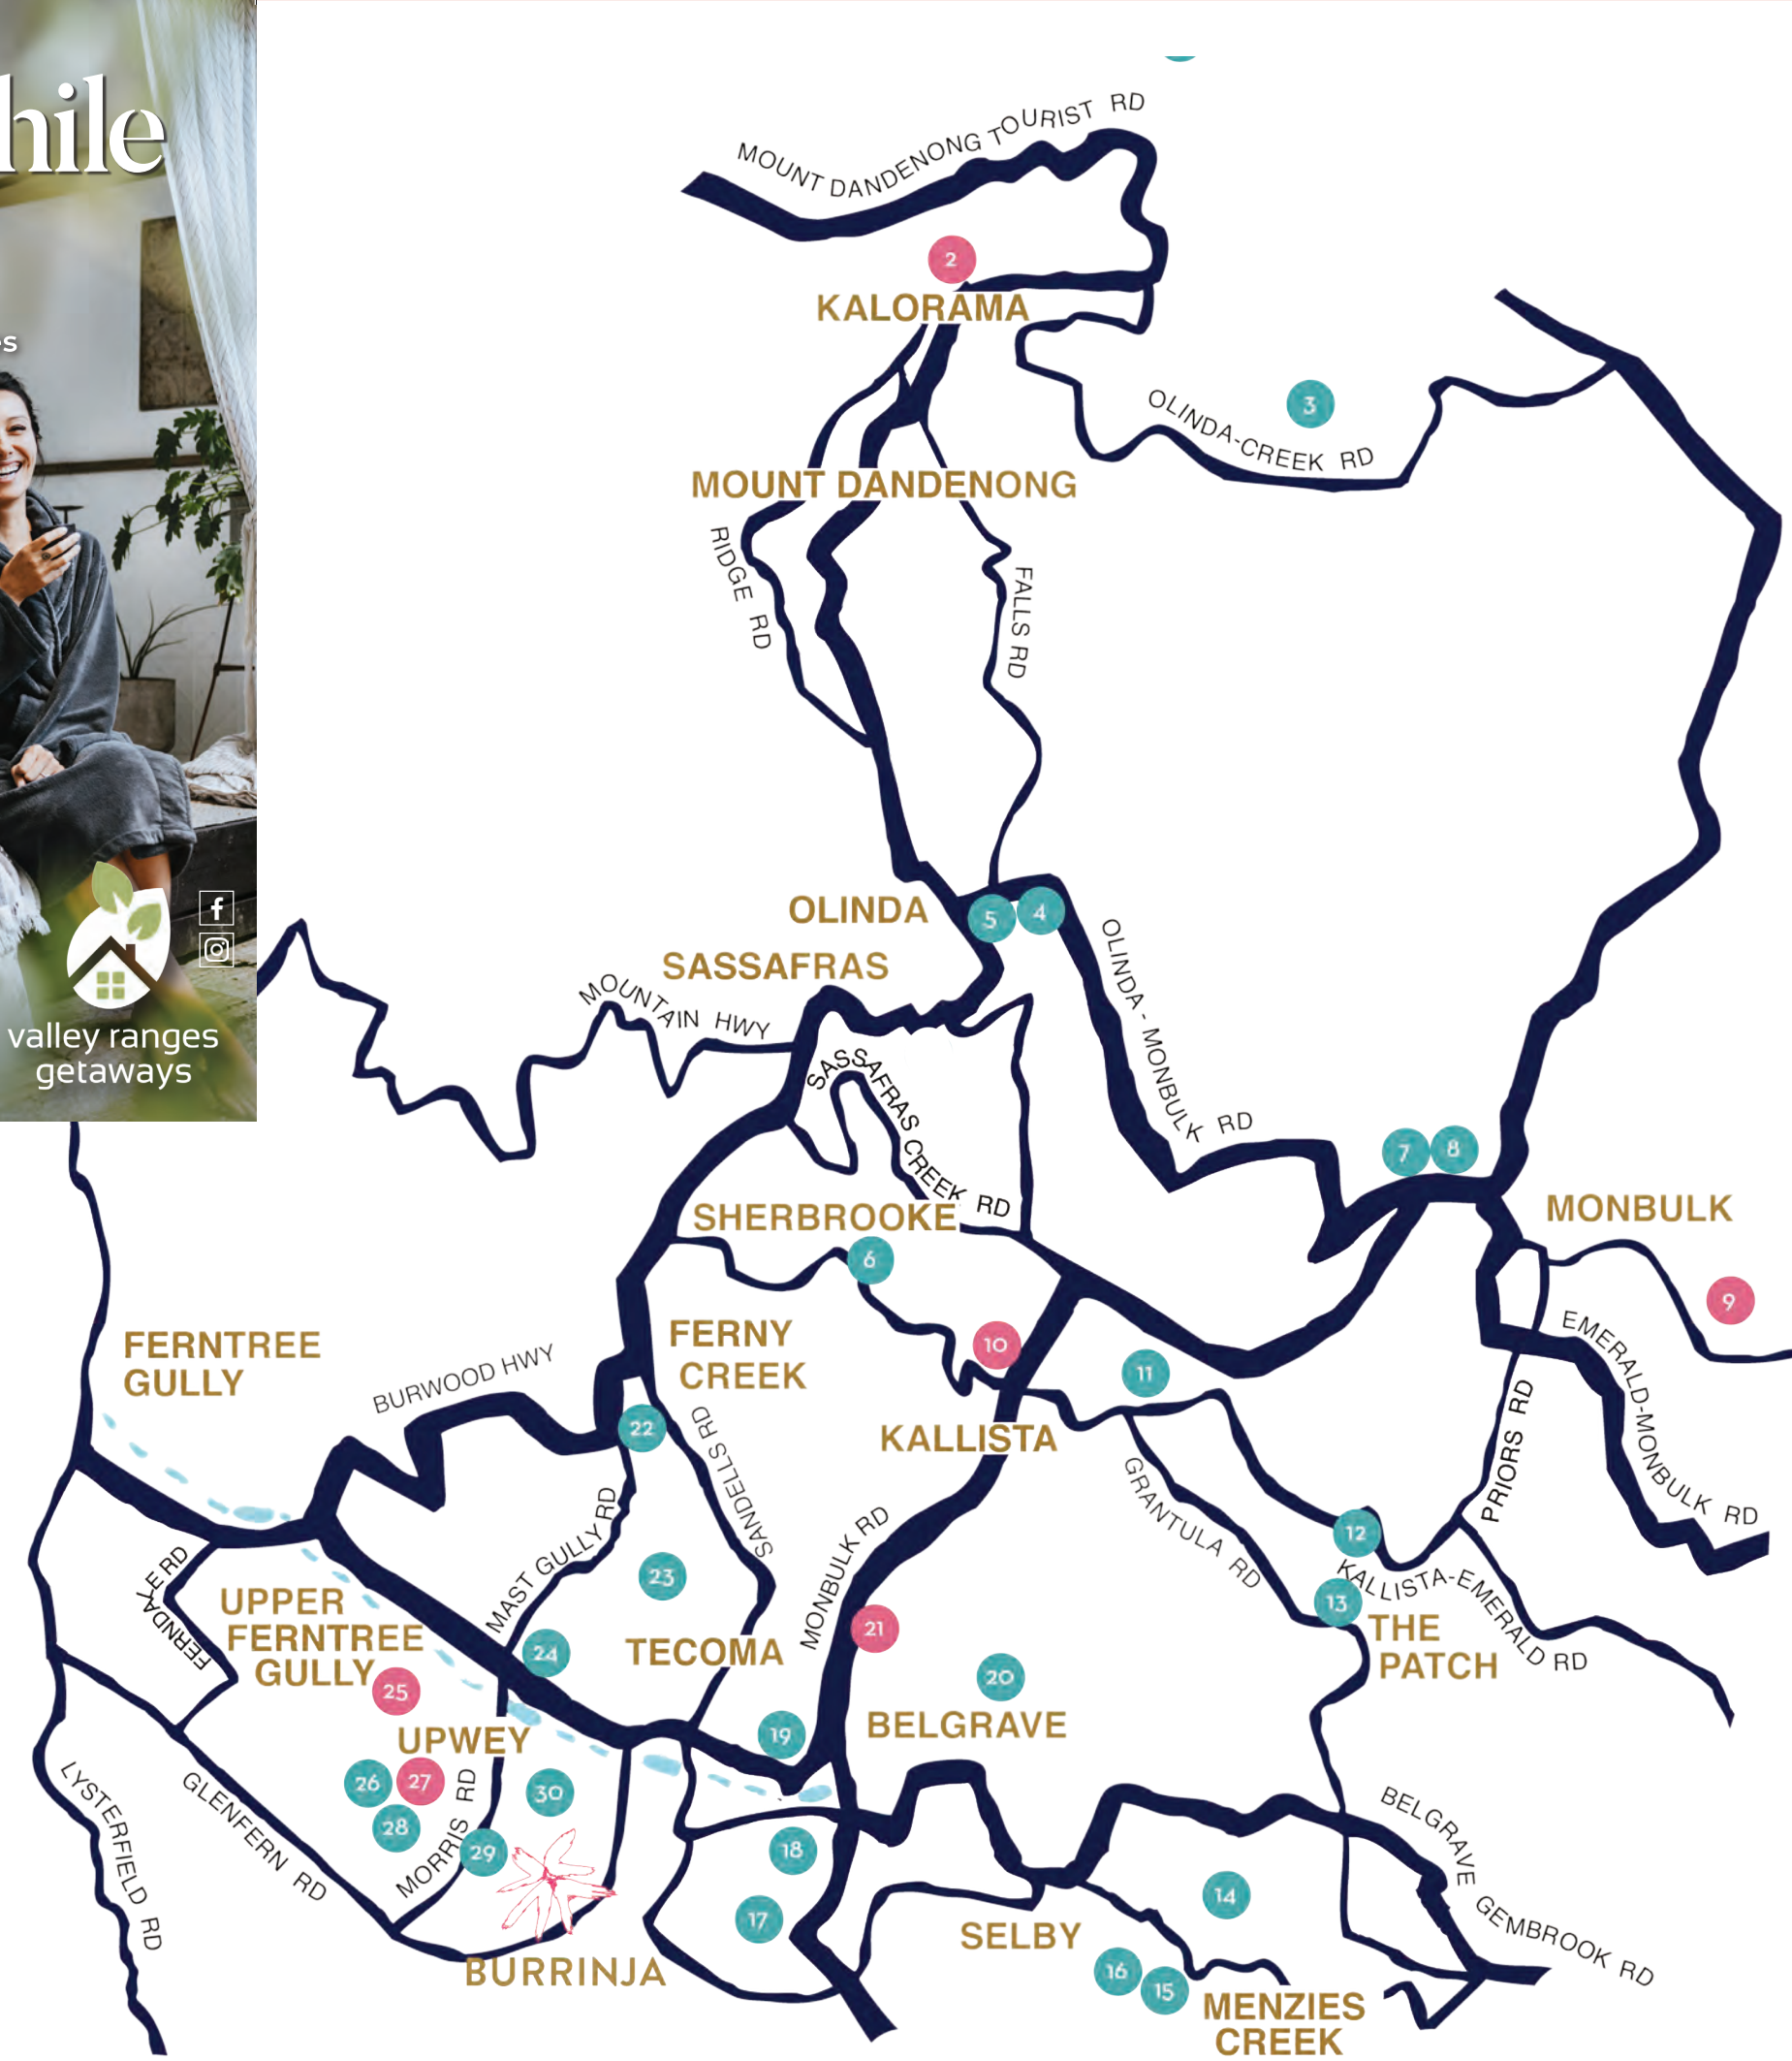 hile
es
valley ranges
getaways
MOUNT DANDENONG TOURIST RD
2
KALORAMA
3
OLINDA-CREEK RD
MOUNT DANDENONG
RIDGE RD
FALLS RD
OLINDA
5
4
SASSAFRAS
MOUNTAIN HWY
OLINDA - MONBULK RD
SASSAFRAS CREEK RD
7
8
MONBULK
SHERBROOKE
6
9
FERNTREE
GULLY
BURWOOD HWY
FERNY
CREEK
10
11
EMERALD-MONBULK RD
22
SANDELLS RD
KALLISTA
PRIORS RD
GRANTULA RD
MAST GULLY RD
MONBULK RD
12
KALLISTA-EMERALD RD
FERNDALE RD
23
13
UPPER
FERNTREE
GULLY
25
24
TECOMA
21
THE
PATCH
20
UPWEY
19
BELGRAVE
LYSTERFIELD RD
GLENFERN RD
26
27
28
MORRIS RD
30
29
18
17
BELGRAVE GEMBROOK RD
14
SELBY
BURRINJA
16
15
MENZIES
CREEK